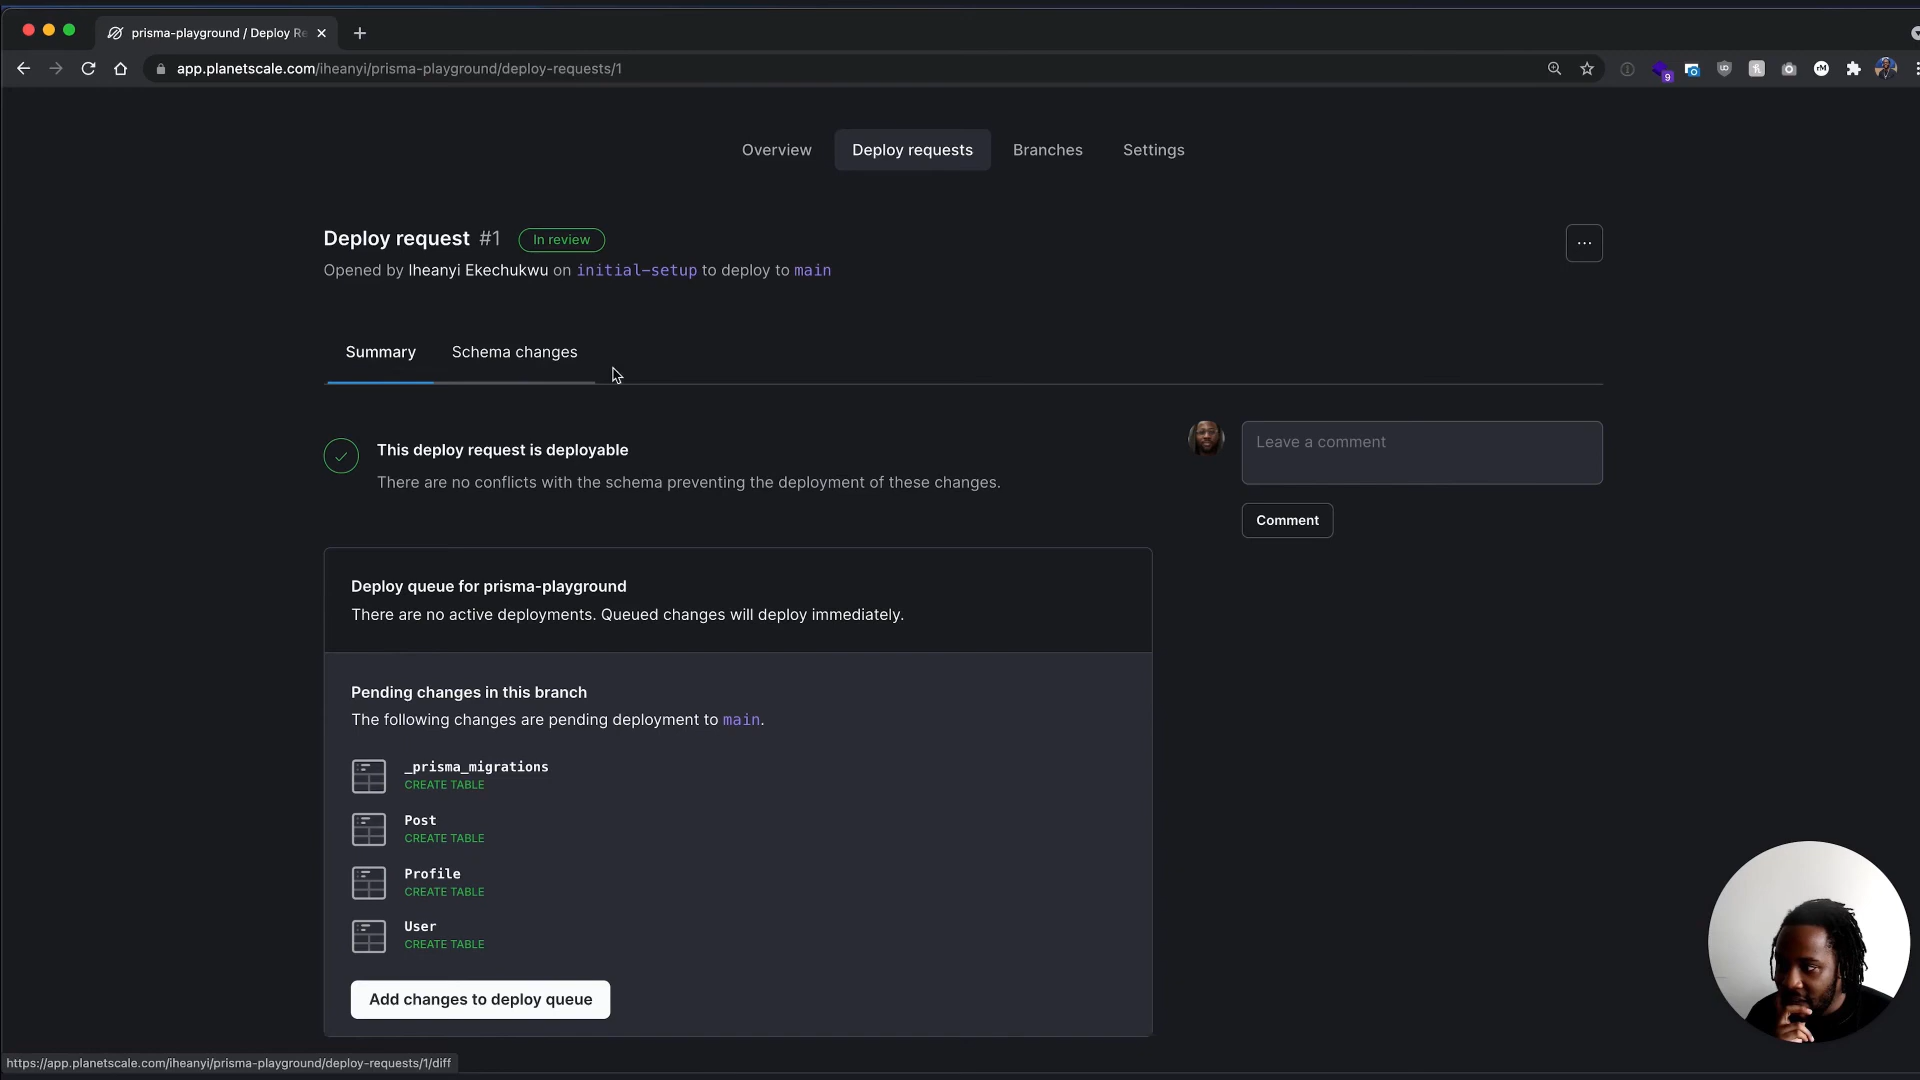 prisma-playground / Deploy Re
app.planetscale.com/iheanyi/prisma-playground/deploy-requests/1
9
Overview
Deploy requests
Branches
Settings
Deploy request #1
In review
Opened by Iheanyi Ekechukwu on initial-setup to deploy to main
Summary
Schema changes
This deploy request is deployable
There are no conflicts with the schema preventing the deployment of these changes.
Leave a comment
Comment
Deploy queue for prisma-playground
There are no active deployments. Queued changes will deploy immediately.
Pending changes in this branch
The following changes are pending deployment to main.
_prisma_migrations
CREATE TABLE
Post
CREATE TABLE
Profile
CREATE TABLE
User
CREATE TABLE
Add changes to deploy queue
https://app.planetscale.com/iheanyi/prisma-playground/deploy-requests/1/diff